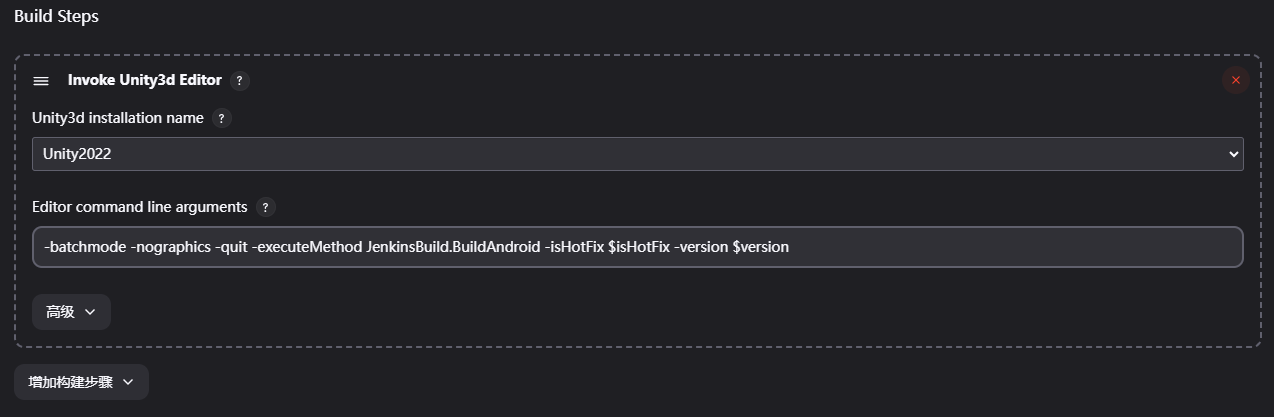 Build Steps
Invoke Unity3d Editor ?
Unity3d installation name ?
Unity2022
Editor command line arguments ?
-batchmode -nographics -quit -executeMethod JenkinsBuild.BuildAndroid -isHotFix $isHotFix -version $version
高级
增加构建步骤